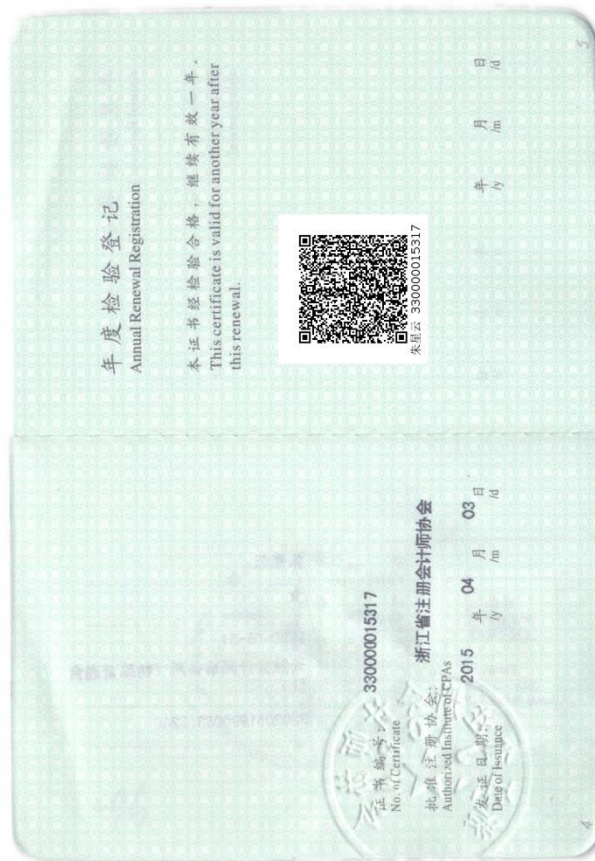 年度检验登记
Annual Renewal Registration
本证书经检验合格，继续有效一年。
This certificate is valid for another year after
this renewal.
朱星云 330000015317
年 月 日
/y /m /d
5
330000015317
证书编号:
No. of Certificate
浙江省注册会计师协会
批准注册协会:
Authorized Institute of CPAs
2015 年 04 月 03 日
/y /m /d
发证日期:
Date of Issuance
4